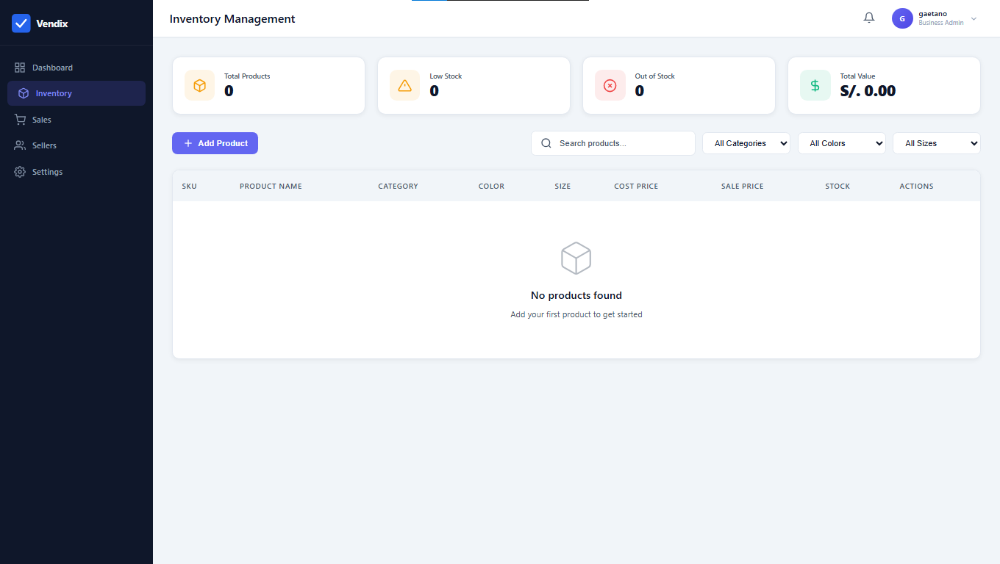 Vendix
Inventory Management
G
gaetano
Business Admin
Dashboard
Inventory
Sales
Sellers
Settings
Total Products
0
Low Stock
0
Out of Stock
0
Total Value
S/. 0.00
Add Product
Search products...
All Categories
All Colors
All Sizes
SKU PRODUCT NAME CATEGORY COLOR SIZE COST PRICE SALE PRICE STOCK ACTIONS
No products found
Add your first product to get started